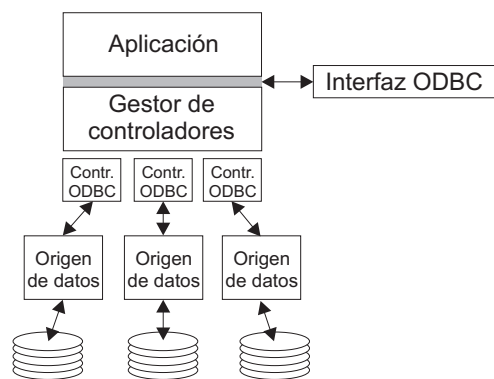 Aplicación
Interfaz ODBC
Gestor de
controladores
Contr.
ODBC
Contr.
ODBC
Contr.
ODBC
Origen
de datos
Origen
de datos
Origen
de datos